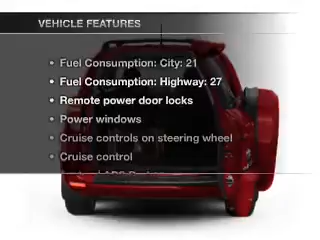 VEHICLE FEATURES
Fuel Consumption: City: 21
Fuel Consumption: Highway: 27
Remote power door locks
Power windows
Cruise controls on steering wheel
Cruise control